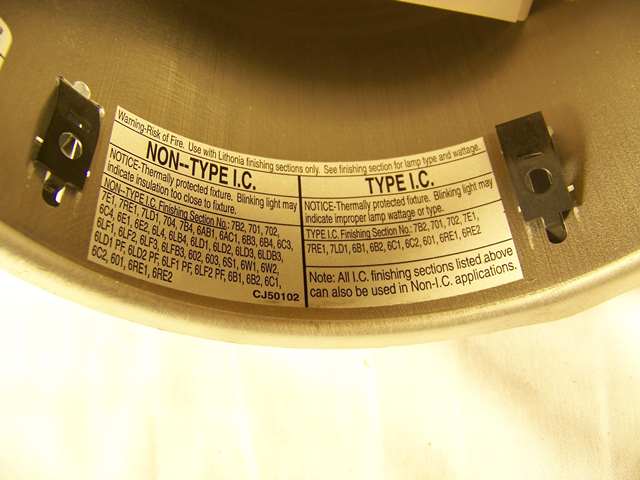 Warning-Risk of Fire. Use with Lithonia finishing sections only. See finishing section for lamp type and wattage.
NON--TYPE I.C.
NOTICE-Thermally protected fixture. Blinking light may
indicate insulation too close to fixture.
NON--TYPE I.C. Finishing Section No.: 7B2, 701, 702,
7E1, 7RE1, 7LD1, 704, 7B4, 6AB1, 6AC1, 6B3, 6B4, 6C3,
6C4, 6E1, 6E2, 6L4, 6LB4, 6LD1, 6LD2, 6LD3, 6LDB3,
6LF1, 6LF2, 6LF3, 6LFB3, 602, 603, 6S1, 6W1, 6W2,
6LD1 PF, 6LD2 PF, 6LF1 PF, 6LF2 PF, 6B1, 6B2, 6C1,
6C2, 601, 6RE1, 6RE2
CJ50102
TYPE I.C.
NOTICE-Thermally protected fixture. Blinking light may
indicate improper lamp wattage or type.
TYPE I.C. Finishing Section No.: 7B2, 701, 702, 7E1,
7RE1, 7LD1, 6B1, 6B2, 6C1, 6C2, 601, 6RE1, 6RE2
Note: All I.C. finishing sections listed above
can also be used in Non-I.C. applications.